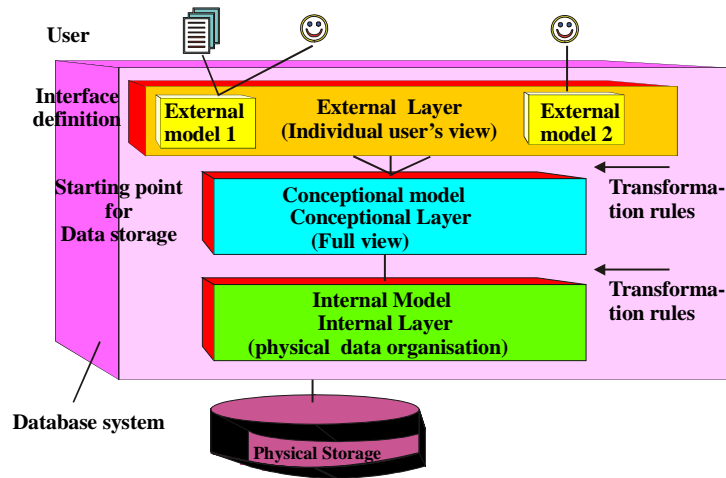 User
Interface
definition
External
model 1
External Layer
(Individual user's view)
External
model 2
Starting point
for
Data storage
Conceptional model
Conceptional Layer
(Full view)
Transforma-
tion rules
Internal Model
Internal Layer
(physical data organisation)
Transforma-
tion rules
Database system
Physical Storage